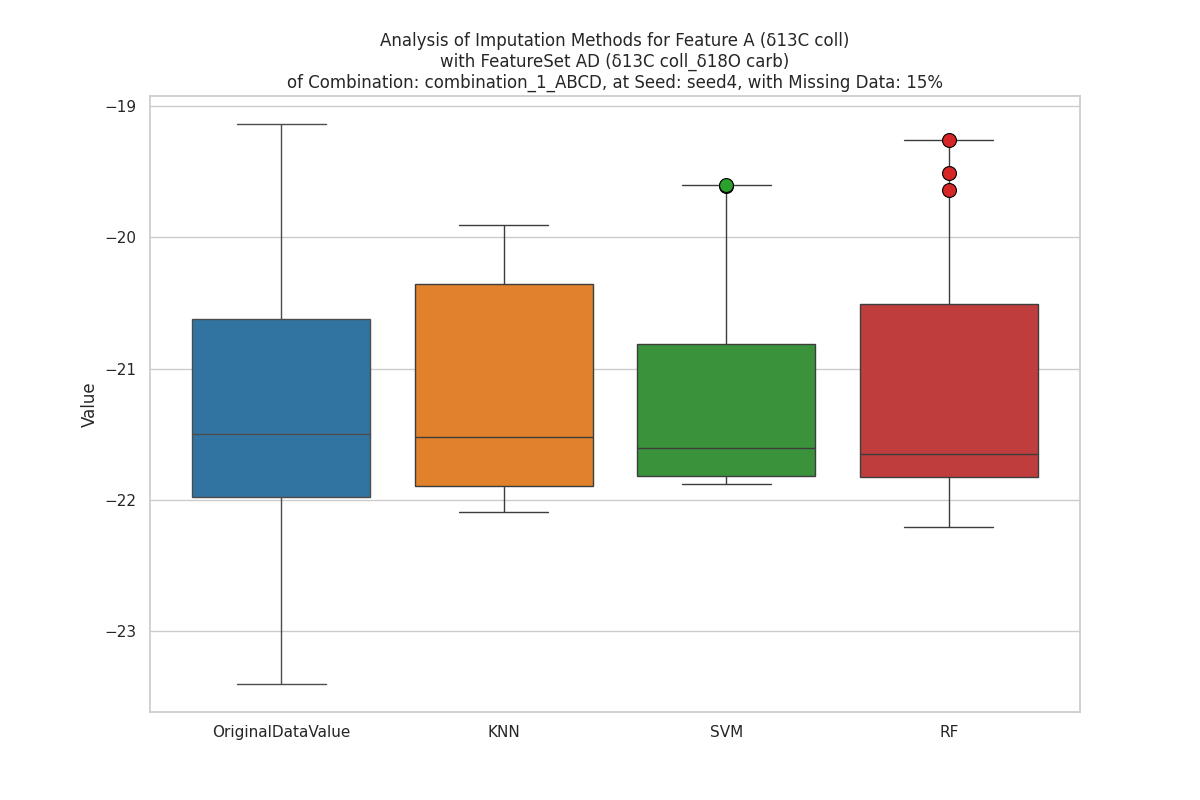 Analysis of Imputation Methods for Feature A (δ13C coll)
with FeatureSet AD (δ13C coll_δ18O carb)
of Combination: combination_1_ABCD, at Seed: seed4, with Missing Data: 15%
−19
−20
−21
−22
−23
Value
OriginalDataValue
KNN
SVM
RF